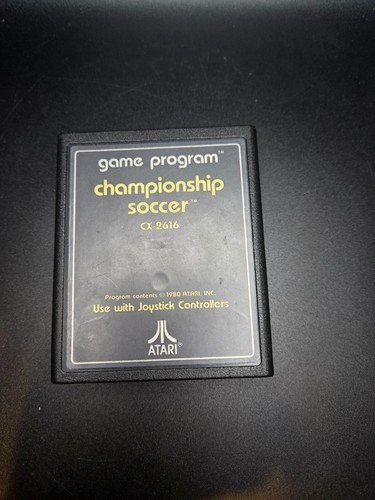 game program™
championship
soccer™
CX-2616
Program contents © 1980 ATARI, INC.
Use with Joystick Controllers
ATARI®